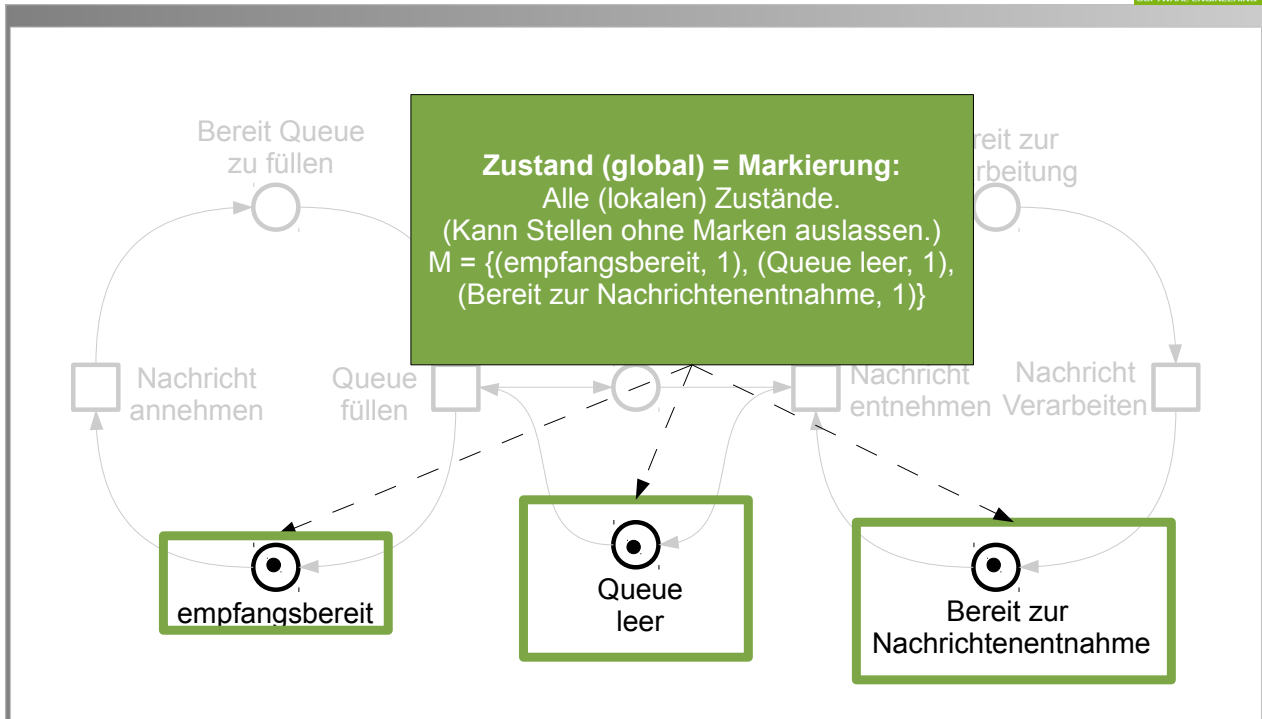 Bereit Queue
zu füllen
Zustand (global) = Markierung:
Alle (lokalen) Zustände.
(Kann Stellen ohne Marken auslassen.)
M = {(empfangsbereit, 1), (Queue leer, 1),
(Bereit zur Nachrichtenentnahme, 1)}
reit zur
rbeitung
Nachricht
annehmen
Queue
füllen
Nachricht
entnehmen
Nachricht
Verarbeiten
empfangsbereit
Queue
leer
Bereit zur
Nachrichtenentnahme